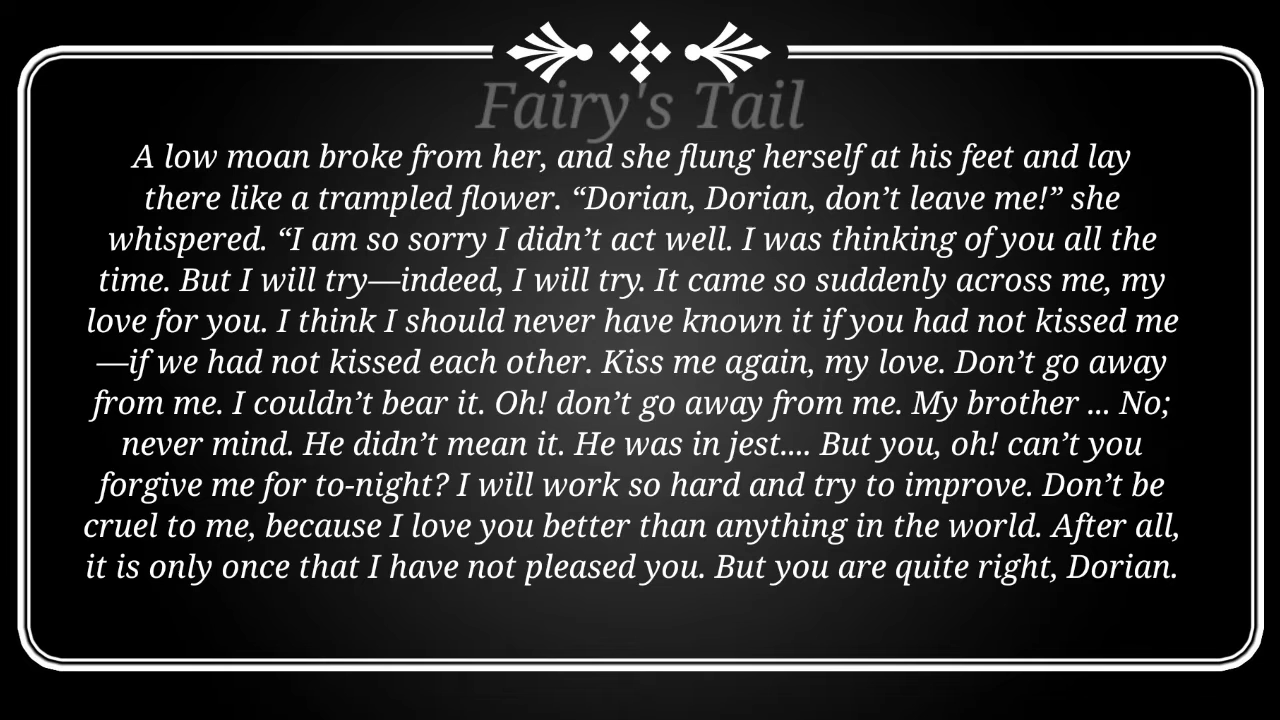 Fairy's Tail
A low moan broke from her, and she flung herself at his feet and lay
there like a trampled flower. “Dorian, Dorian, don’t leave me!” she
whispered. “I am so sorry I didn’t act well. I was thinking of you all the
time. But I will try—indeed, I will try. It came so suddenly across me, my
love for you. I think I should never have known it if you had not kissed me
—if we had not kissed each other. Kiss me again, my love. Don’t go away
from me. I couldn’t bear it. Oh! don’t go away from me. My brother ... No;
never mind. He didn’t mean it. He was in jest.... But you, oh! can’t you
forgive me for to-night? I will work so hard and try to improve. Don’t be
cruel to me, because I love you better than anything in the world. After all,
it is only once that I have not pleased you. But you are quite right, Dorian.